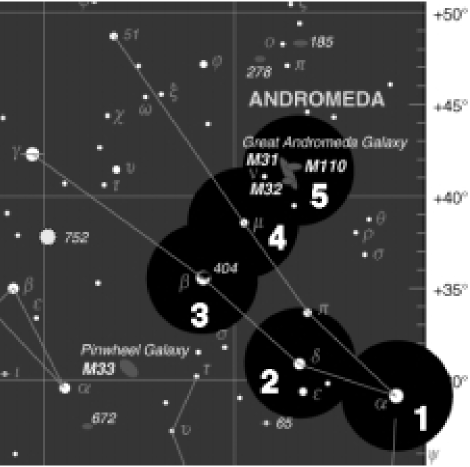 +50°
51
ο
185
φ
π
278
ξ
ω
ANDROMEDA
+45°
χ
Great Andromeda Galaxy
γ
M31
ν
M110
υ
τ
M32
5
+40°
θ
μ
ρ
752
4
σ
404
β
β
+35°
ε
3
π
σ
Pinwheel Galaxy
δ
M33
τ
2
ε
0°
ι
α
α
1
672
65
υ
ψ